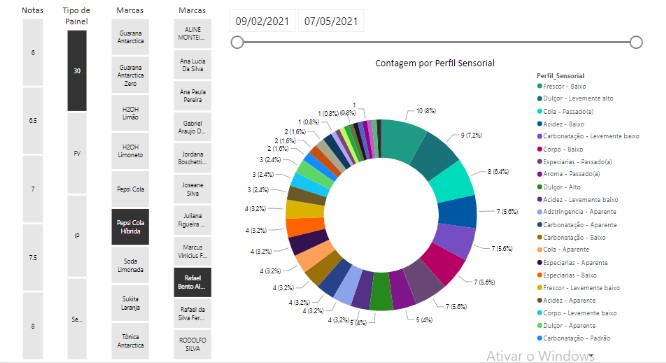 Notas
Tipo de
Painel
Marcas
Marcas
6
6.5
7
7.5
8
30
PV
IP
Se...
Guarana
Antarctica
Guarana
Antarctica
Zero
H2OH
Limão
H2OH
Limoneto
Pepsi Cola
Pepsi Cola
Híbrida
Soda
Limonada
Sukita
Laranja
Tônica
Antarctica
ALINE
MONTEI...
Ana Lucia
Da Silva
Ana Paula
Pereira
Gabriel
Araujo D...
Jordana
Boschetti...
Joseane
Silva
Juliana
Figueira ...
Marcus
Vinicius F...
Rafael
Bento Al...
Rafael da
Silva Fer...
RODOLFO
SILVA
09/02/2021
07/05/2021
Contagem por Perfil Sensorial
10 (8%)
9 (7,2%)
8 (6,4%)
7 (5,6%)
7 (5,6%)
7 (5,6%)
7 (5,6%)
5 (4%)
5 (4%)
4 (3,2%)
4 (3,2%)
4 (3,2%)
4 (3,2%)
4 (3,2%)
4 (3,2%)
4 (3,2%)
3 (2,4%)
3 (2,4%)
3 (2,4%)
2 (1,6%)
2 (1,6%)
2 (1,6%)
1 (0,8%)
1 (0,8%)
1
Perfil_Sensorial
Frescor - Baixo
Dulçor - Levemente alto
Cola - Passado(a)
Acidez - Baixo
Carbonatação - Levemente baixo
Corpo - Baixo
Especiarias - Passado(a)
Aroma - Passado(a)
Dulçor - Alto
Acidez - Levemente baixo
Adstringência - Aparente
Carbonatação - Aparente
Carbonatação - Baixo
Cola - Aparente
Especiarias - Aparente
Especiarias - Baixo
Frescor - Levemente baixo
Acidez - Aparente
Corpo - Levemente baixo
Dulçor - Aparente
Carbonatação - Padrão
Ativar o Windows